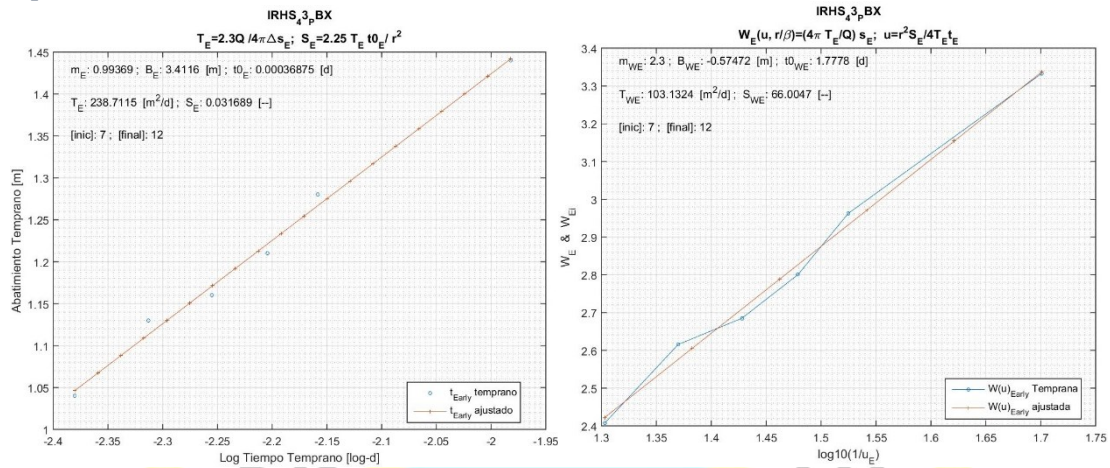 IRHS_4 3_P BX
T_E=2.3Q /4πΔs_E; S_E=2.25 T_E t0_E/ r²
m_E: 0.99369 ; B_E: 3.4116 [m] ; t0_E: 0.00036875 [d]
T_E: 238.7115 [m²/d] ; S_E: 0.031689 [--]
[inic]: 7 ; [final]: 12
1.45
1.4
1.35
1.3
1.25
1.2
1.15
1.1
1.05
1
Abatimiento Temprano [m]
t_Early temprano
t_Early ajustado
-2.4 -2.35 -2.3 -2.25 -2.2 -2.15 -2.1 -2.05 -2 -1.95
Log Tiempo Temprano [log-d]
IRHS_4 3_P BX
W_E(u, r/β)=(4π T_E/Q) s_E; u=r²S_E/4T_E t_E
m_WE: 2.3 ; B_WE: -0.57472 [m] ; t0_WE: 1.7778 [d]
T_WE: 103.1324 [m²/d] ; S_WE: 66.0047 [--]
[inic]: 7 ; [final]: 12
3.4
3.3
3.2
3.1
3
2.9
2.8
2.7
2.6
2.5
2.4
W_E & W_Ei
W(u)_Early Temprana
W(u)_Early ajustada
1.3 1.35 1.4 1.45 1.5 1.55 1.6 1.65 1.7 1.75
log10(1/u_E)